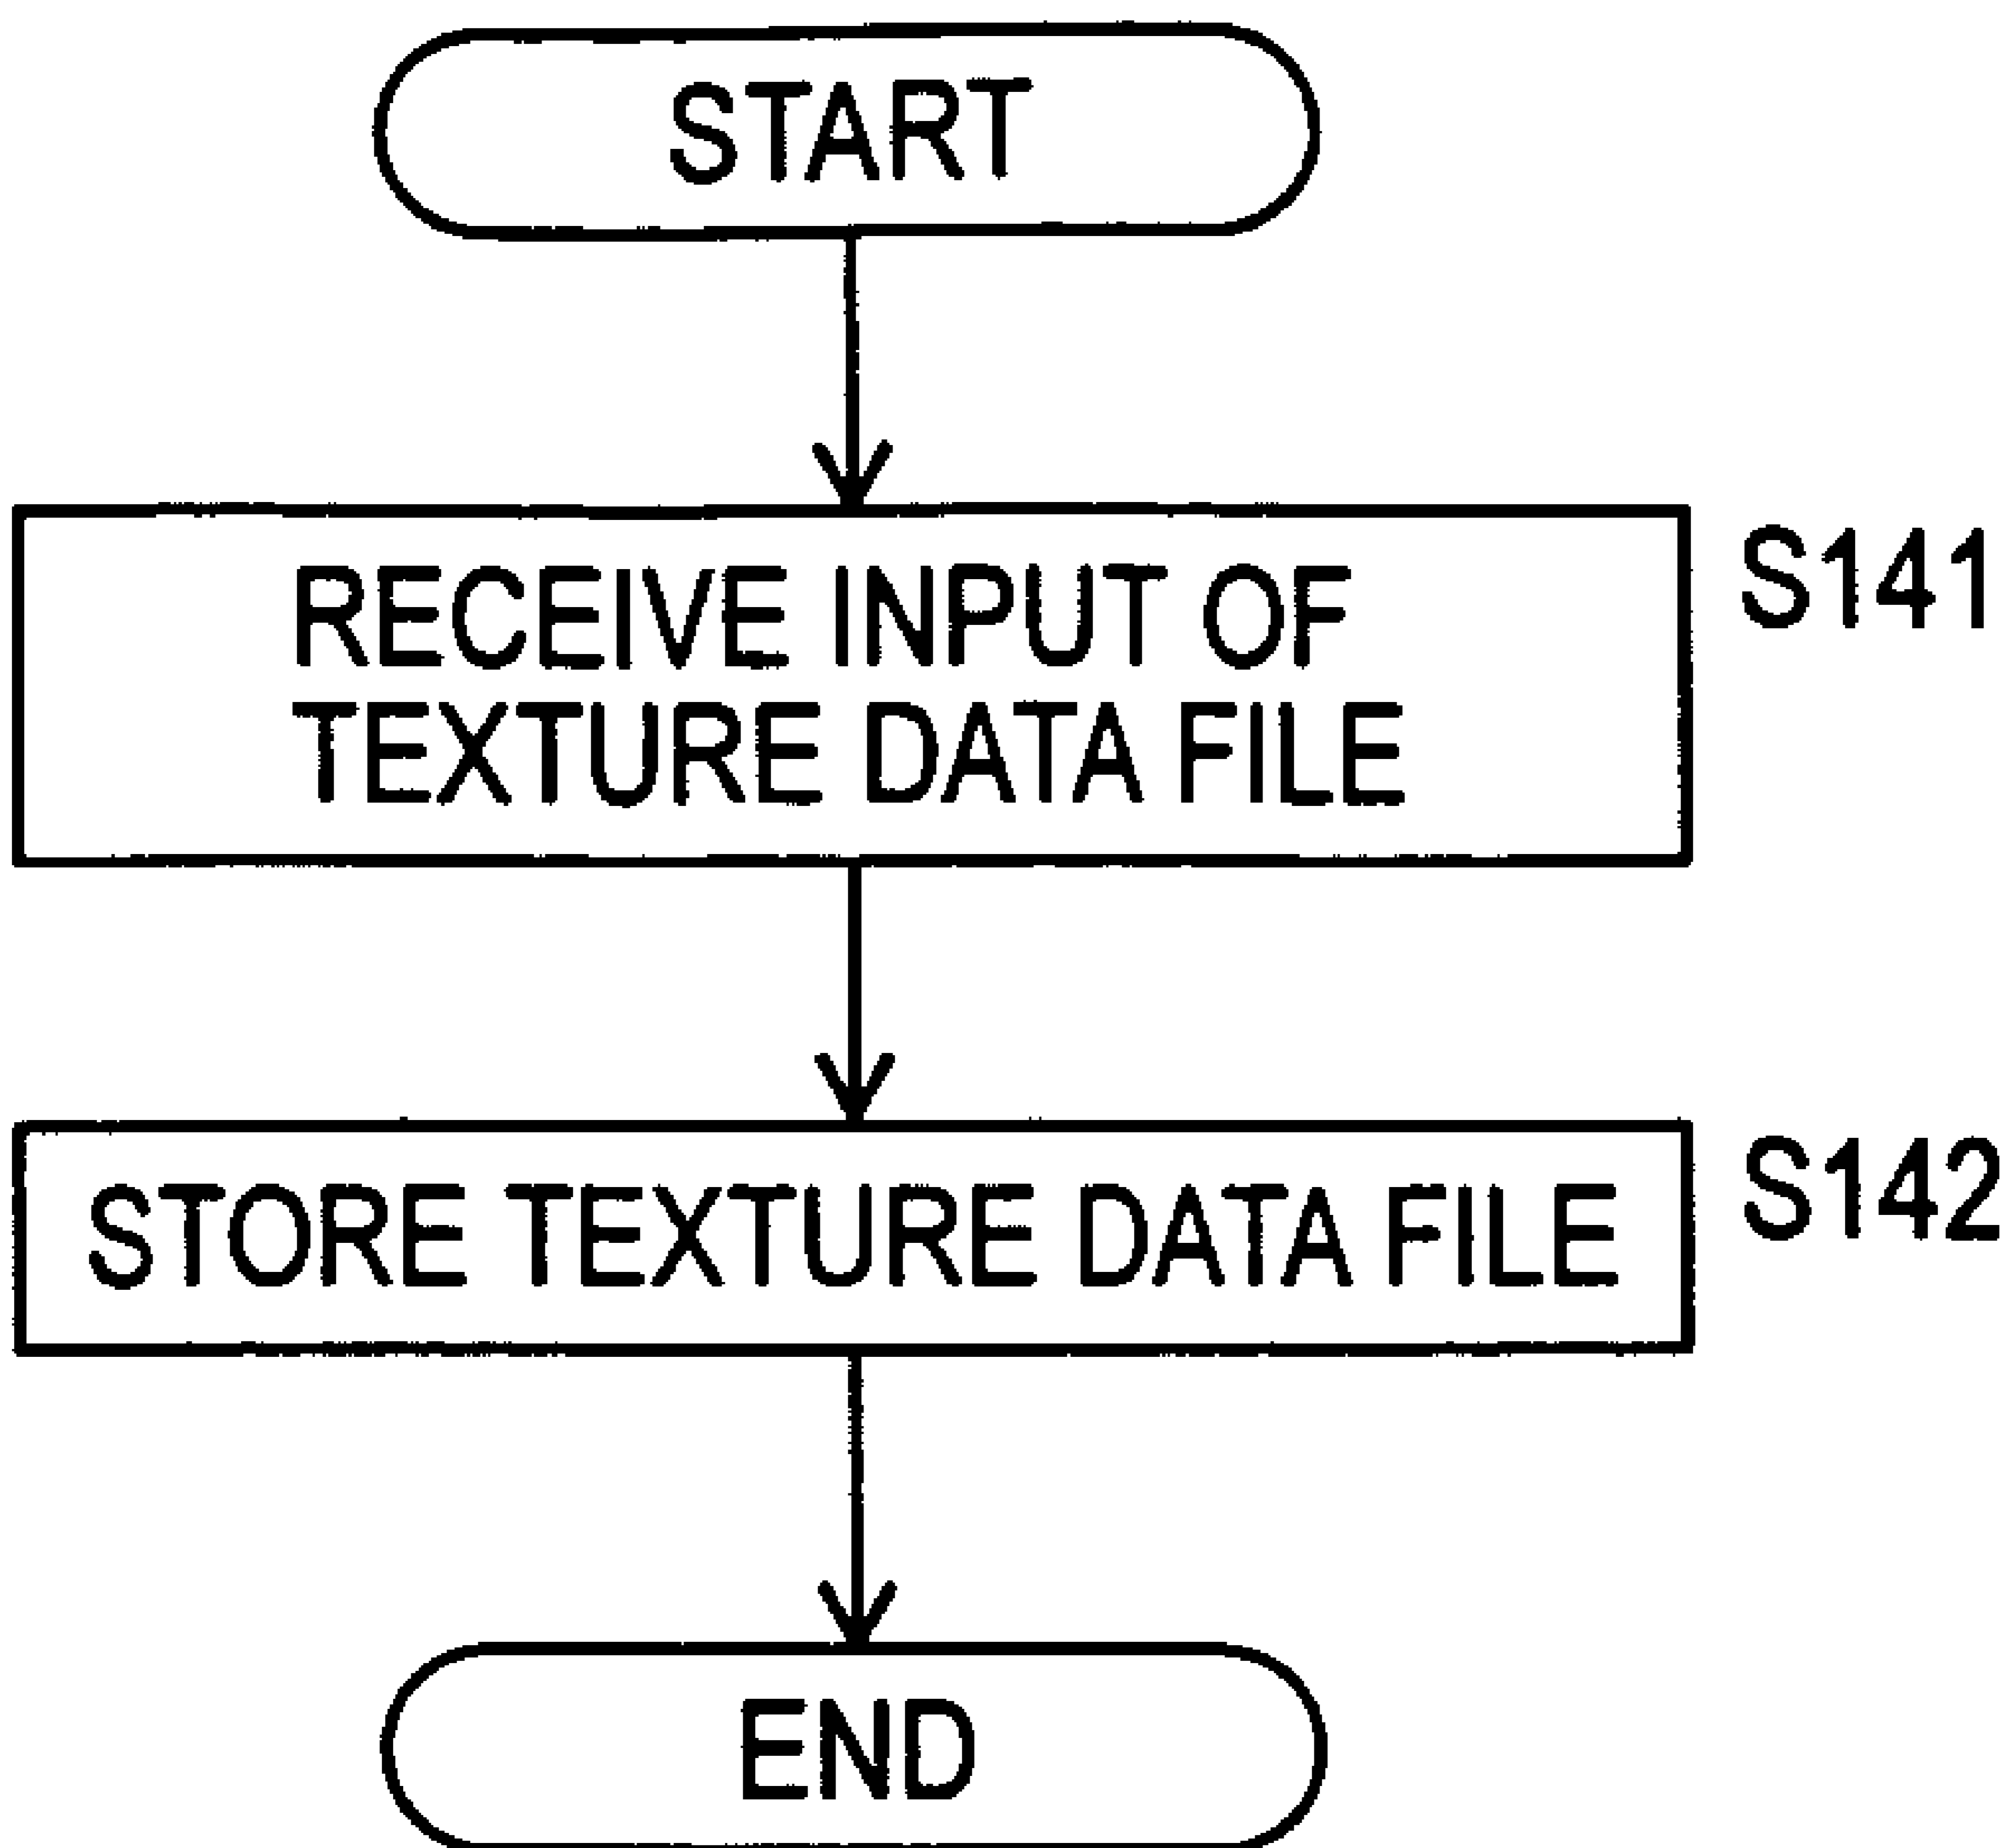 START
RECEIVE INPUT OF
TEXTURE DATA FILE
S141
STORE TEXTURE DATA FILE
S142
END